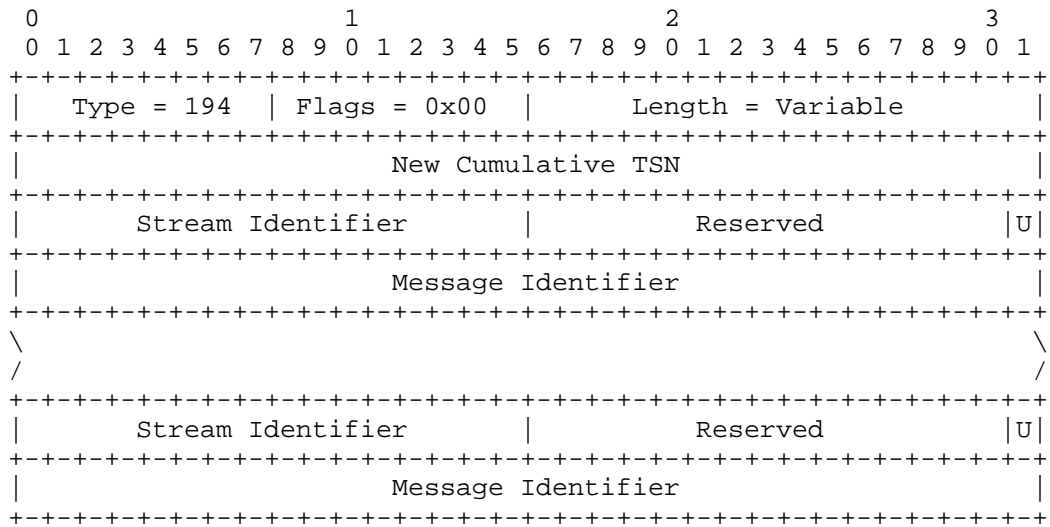 0                   1                   2                   3
 0 1 2 3 4 5 6 7 8 9 0 1 2 3 4 5 6 7 8 9 0 1 2 3 4 5 6 7 8 9 0 1
+-+-+-+-+-+-+-+-+-+-+-+-+-+-+-+-+-+-+-+-+-+-+-+-+-+-+-+-+-+-+-+-+
|   Type = 194  | Flags = 0x00  |      Length = Variable        |
+-+-+-+-+-+-+-+-+-+-+-+-+-+-+-+-+-+-+-+-+-+-+-+-+-+-+-+-+-+-+-+-+
|                       New Cumulative TSN                      |
+-+-+-+-+-+-+-+-+-+-+-+-+-+-+-+-+-+-+-+-+-+-+-+-+-+-+-+-+-+-+-+-+
|       Stream Identifier       |          Reserved           |U|
+-+-+-+-+-+-+-+-+-+-+-+-+-+-+-+-+-+-+-+-+-+-+-+-+-+-+-+-+-+-+-+-+
|                       Message Identifier                      |
+-+-+-+-+-+-+-+-+-+-+-+-+-+-+-+-+-+-+-+-+-+-+-+-+-+-+-+-+-+-+-+-+
\                                                               \
/                                                               /
+-+-+-+-+-+-+-+-+-+-+-+-+-+-+-+-+-+-+-+-+-+-+-+-+-+-+-+-+-+-+-+-+
|       Stream Identifier       |          Reserved           |U|
+-+-+-+-+-+-+-+-+-+-+-+-+-+-+-+-+-+-+-+-+-+-+-+-+-+-+-+-+-+-+-+-+
|                       Message Identifier                      |
+-+-+-+-+-+-+-+-+-+-+-+-+-+-+-+-+-+-+-+-+-+-+-+-+-+-+-+-+-+-+-+-+